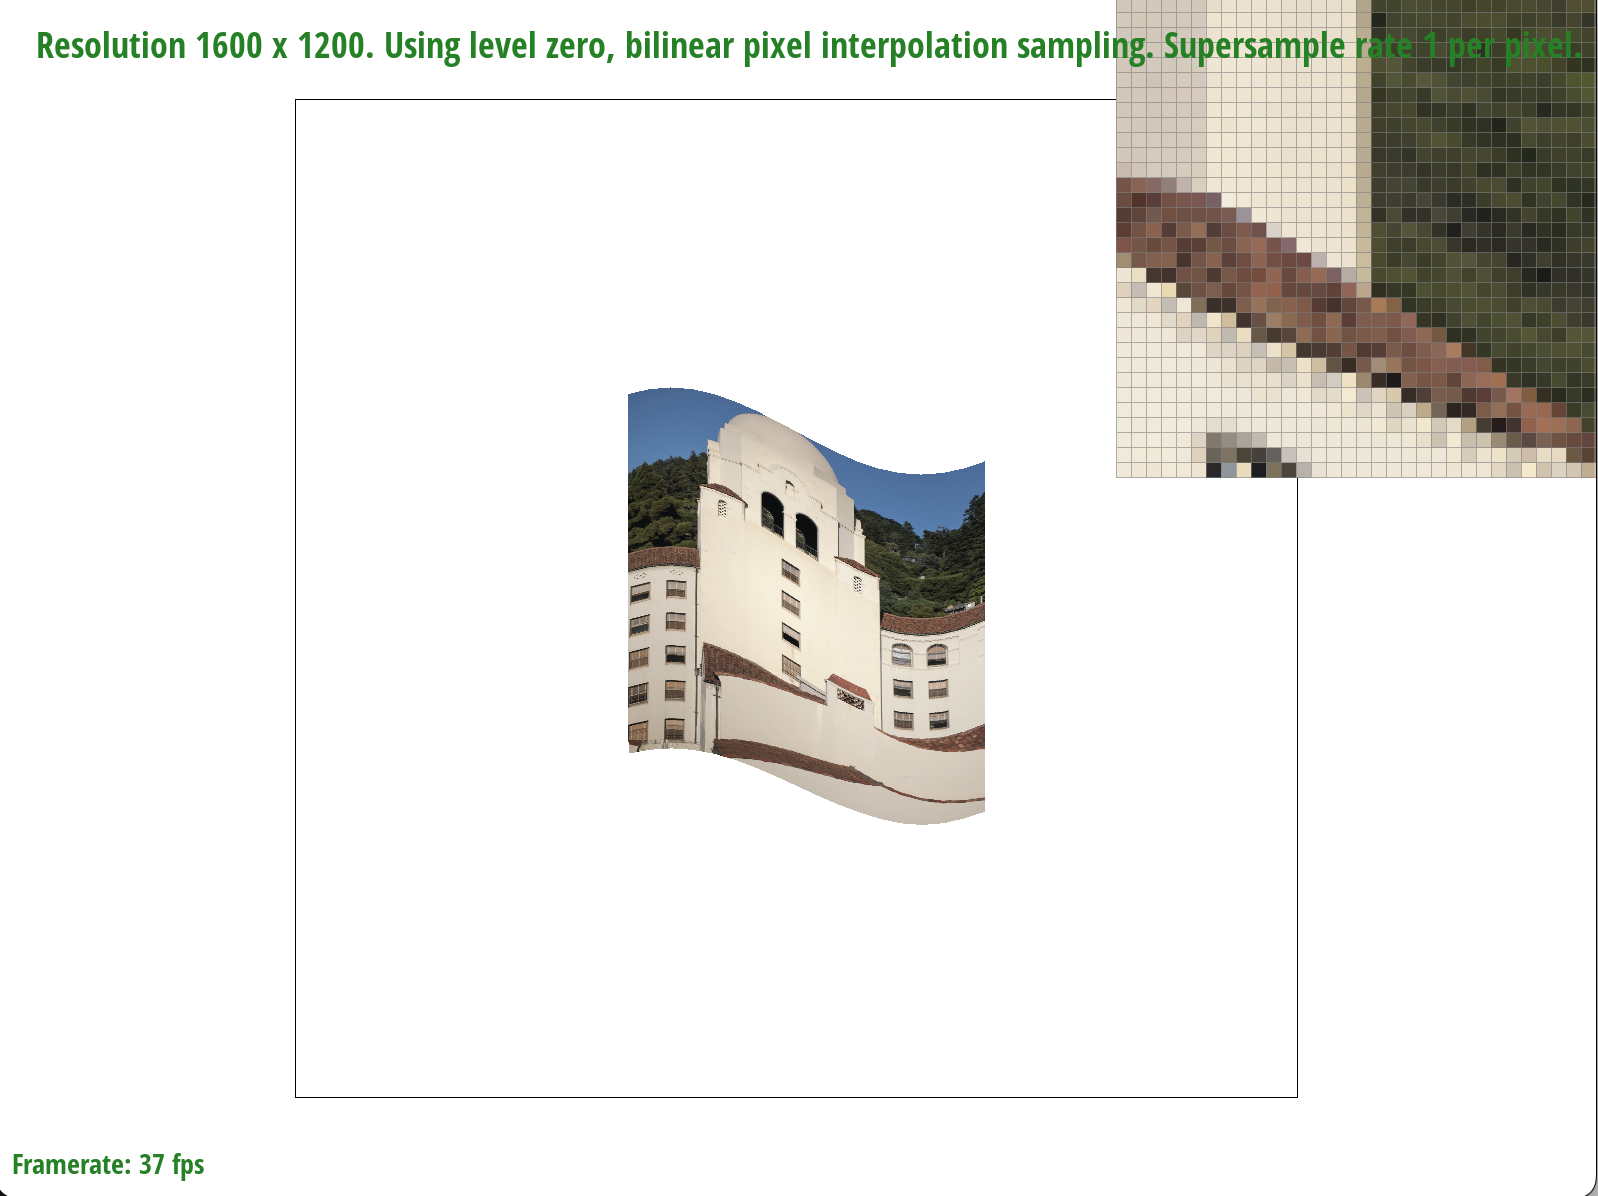 Resolution 1600 x 1200. Using level zero, bilinear pixel interpolation sampling. Supersample rate 1 per pixel.
Framerate: 37 fps